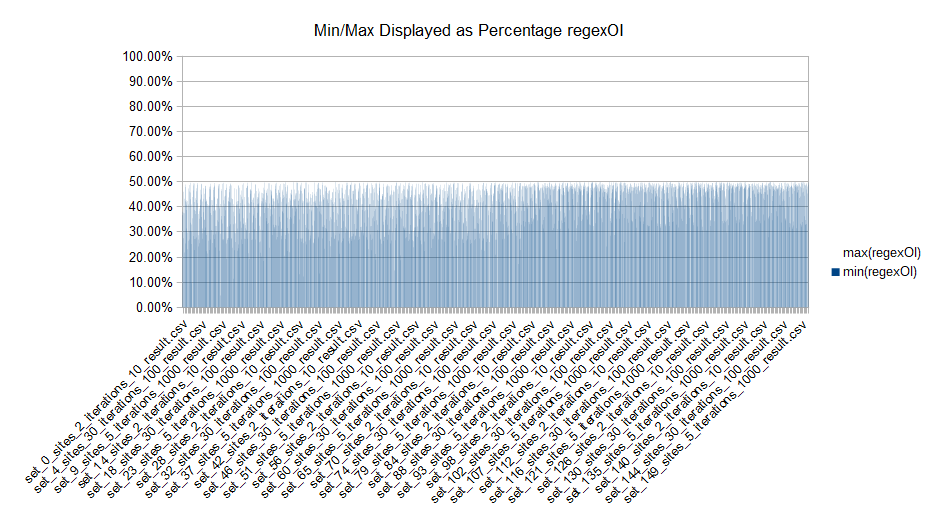 Min/Max Displayed as Percentage regexOI
100.00%
90.00%
80.00%
70.00%
60.00%
50.00%
40.00%
30.00%
20.00%
10.00%
0.00%
max(regexOI)
min(regexOI)
set_0_sites_2_iterations_10_result.csv
set_4_sites_30_iterations_100_result.csv
set_9_sites_5_iterations_1000_result.csv
set_14_sites_2_iterations_10_result.csv
set_18_sites_30_iterations_100_result.csv
set_23_sites_5_iterations_1000_result.csv
set_28_sites_2_iterations_10_result.csv
set_32_sites_30_iterations_100_result.csv
set_37_sites_5_iterations_1000_result.csv
set_42_sites_2_iterations_10_result.csv
set_46_sites_30_iterations_100_result.csv
set_51_sites_5_iterations_1000_result.csv
set_56_sites_2_iterations_10_result.csv
set_60_sites_30_iterations_100_result.csv
set_65_sites_5_iterations_1000_result.csv
set_70_sites_2_iterations_10_result.csv
set_74_sites_30_iterations_100_result.csv
set_79_sites_5_iterations_1000_result.csv
set_84_sites_2_iterations_10_result.csv
set_88_sites_30_iterations_100_result.csv
set_93_sites_5_iterations_1000_result.csv
set_98_sites_2_iterations_10_result.csv
set_102_sites_30_iterations_100_result.csv
set_107_sites_5_iterations_1000_result.csv
set_112_sites_2_iterations_10_result.csv
set_116_sites_30_iterations_100_result.csv
set_121_sites_5_iterations_1000_result.csv
set_126_sites_2_iterations_10_result.csv
set_130_sites_30_iterations_100_result.csv
set_135_sites_5_iterations_1000_result.csv
set_140_sites_2_iterations_10_result.csv
set_144_sites_30_iterations_100_result.csv
set_149_sites_5_iterations_1000_result.csv